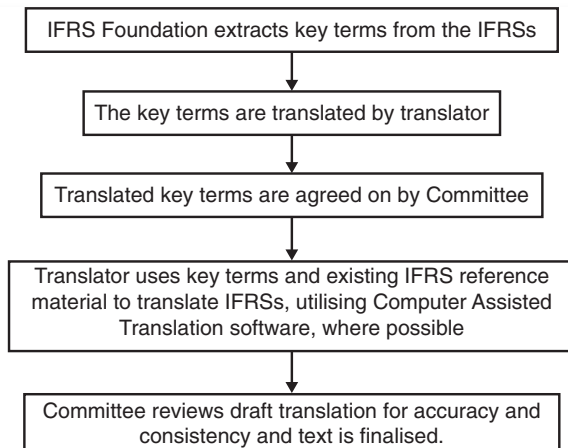 IFRS Foundation extracts key terms from the IFRSs
The key terms are translated by translator
Translated key terms are agreed on by Committee
Translator uses key terms and existing IFRS reference
material to translate IFRSs, utilising Computer Assisted
Translation software, where possible
Committee reviews draft translation for accuracy and
consistency and text is finalised.